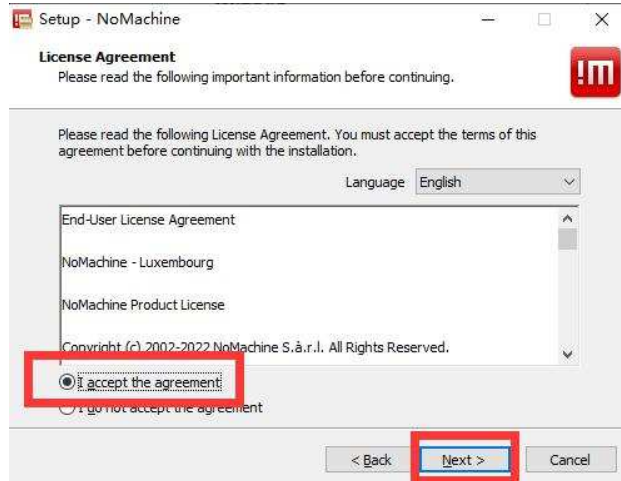 Setup - NoMachine
License Agreement
Please read the following important information before continuing.
!M
Please read the following License Agreement. You must accept the terms of this
agreement before continuing with the installation.
Language English
End-User License Agreement
NoMachine - Luxembourg
NoMachine Product License
Copyright (c) 2002-2022 NoMachine S.à.r.l. All Rights Reserved.
I accept the agreement
I do not accept the agreement
< Back Next > Cancel